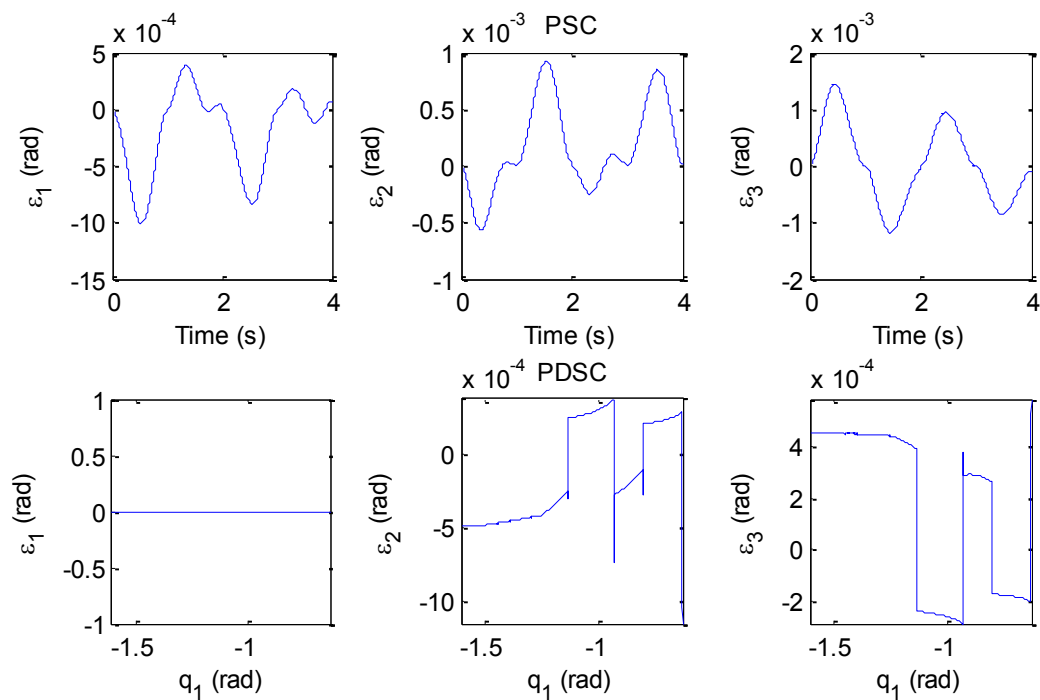 x 10-4
5
0
-5
-10
-15
0 2 4
ε1 (rad)
Time (s)
PSC
x 10-3
1
0.5
0
-0.5
-1
0 2 4
ε2 (rad)
Time (s)
x 10-3
2
1
0
-1
-2
0 2 4
ε3 (rad)
Time (s)
1
0.5
0
-0.5
-1
-1.5 -1
ε1 (rad)
q1 (rad)
x 10-4 PDSC
0
-5
-10
-1.5 -1
ε2 (rad)
q1 (rad)
x 10-4
4
2
0
-2
-1.5 -1
ε3 (rad)
q1 (rad)